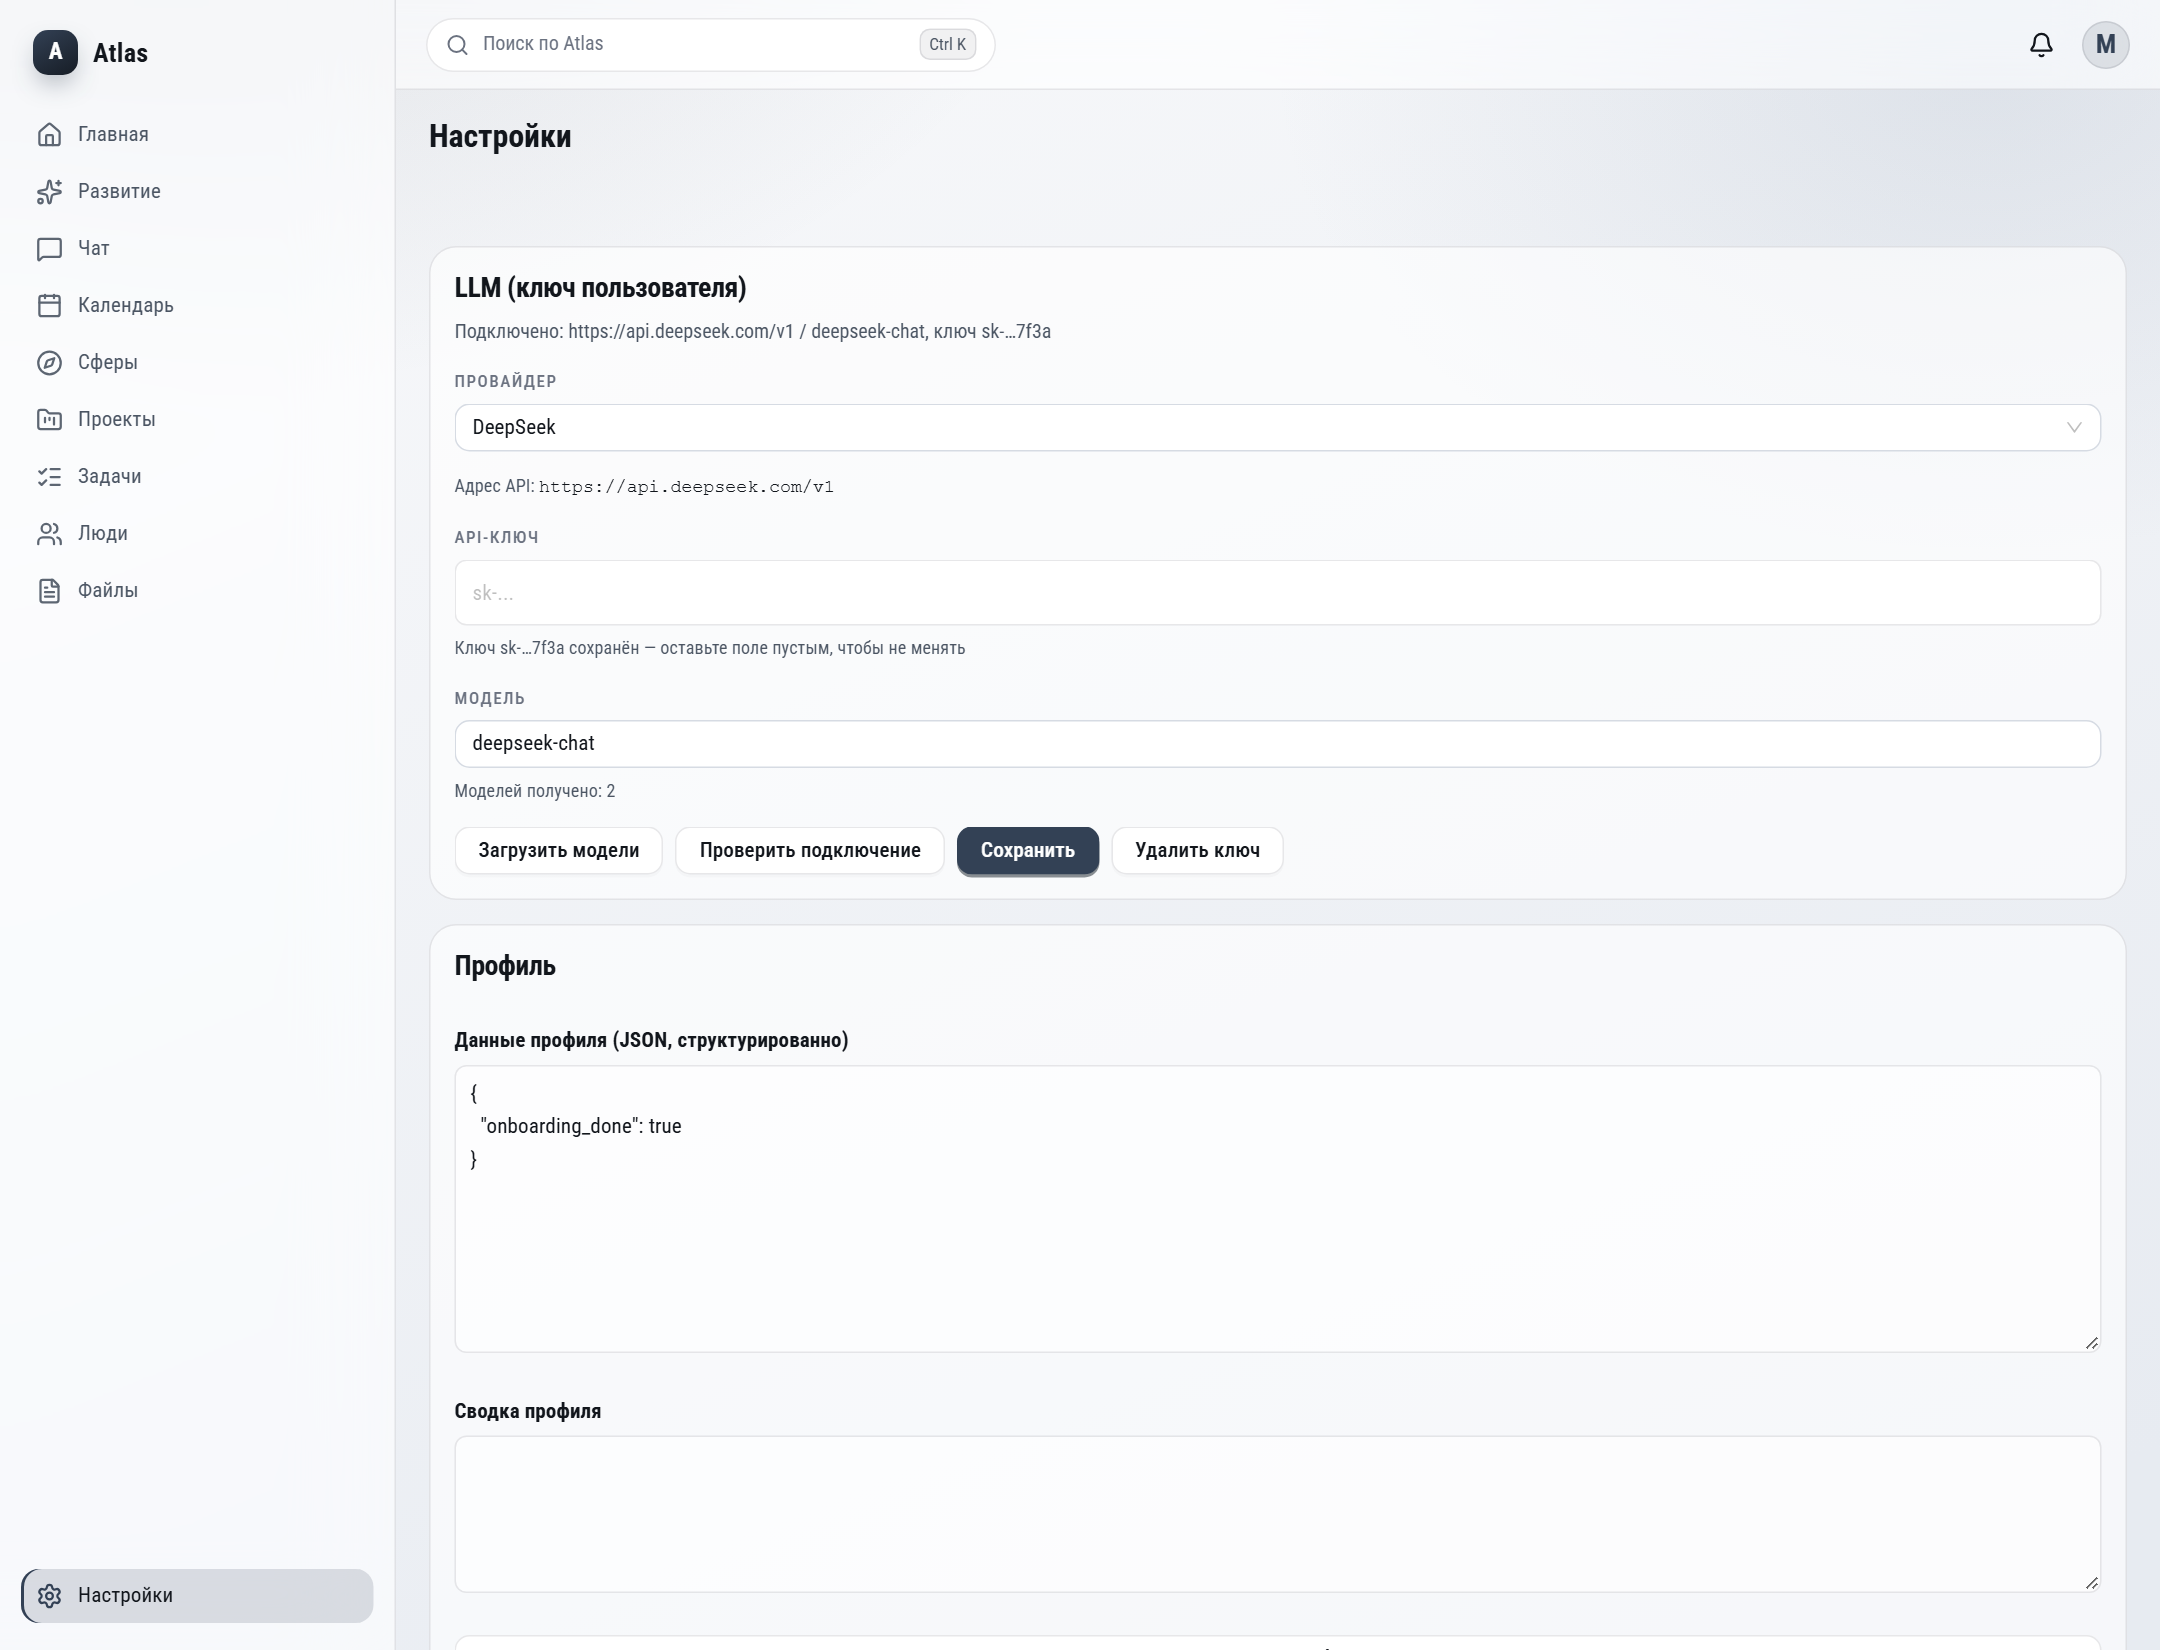 A Atlas
Поиск по Atlas
Ctrl K
M
Главная
Развитие
Чат
Календарь
Сферы
Проекты
Задачи
Люди
Файлы
Настройки
Настройки
LLM (ключ пользователя)
Подключено: https://api.deepseek.com/v1 / deepseek-chat, ключ sk-…7f3a
ПРОВАЙДЕР
DeepSeek
Адрес API: https://api.deepseek.com/v1
API-КЛЮЧ
sk-...
Ключ sk-…7f3a сохранён — оставьте поле пустым, чтобы не менять
МОДЕЛЬ
deepseek-chat
Моделей получено: 2
Загрузить модели
Проверить подключение
Сохранить
Удалить ключ
Профиль
Данные профиля (JSON, структурированно)
{
"onboarding_done": true
}
Сводка профиля